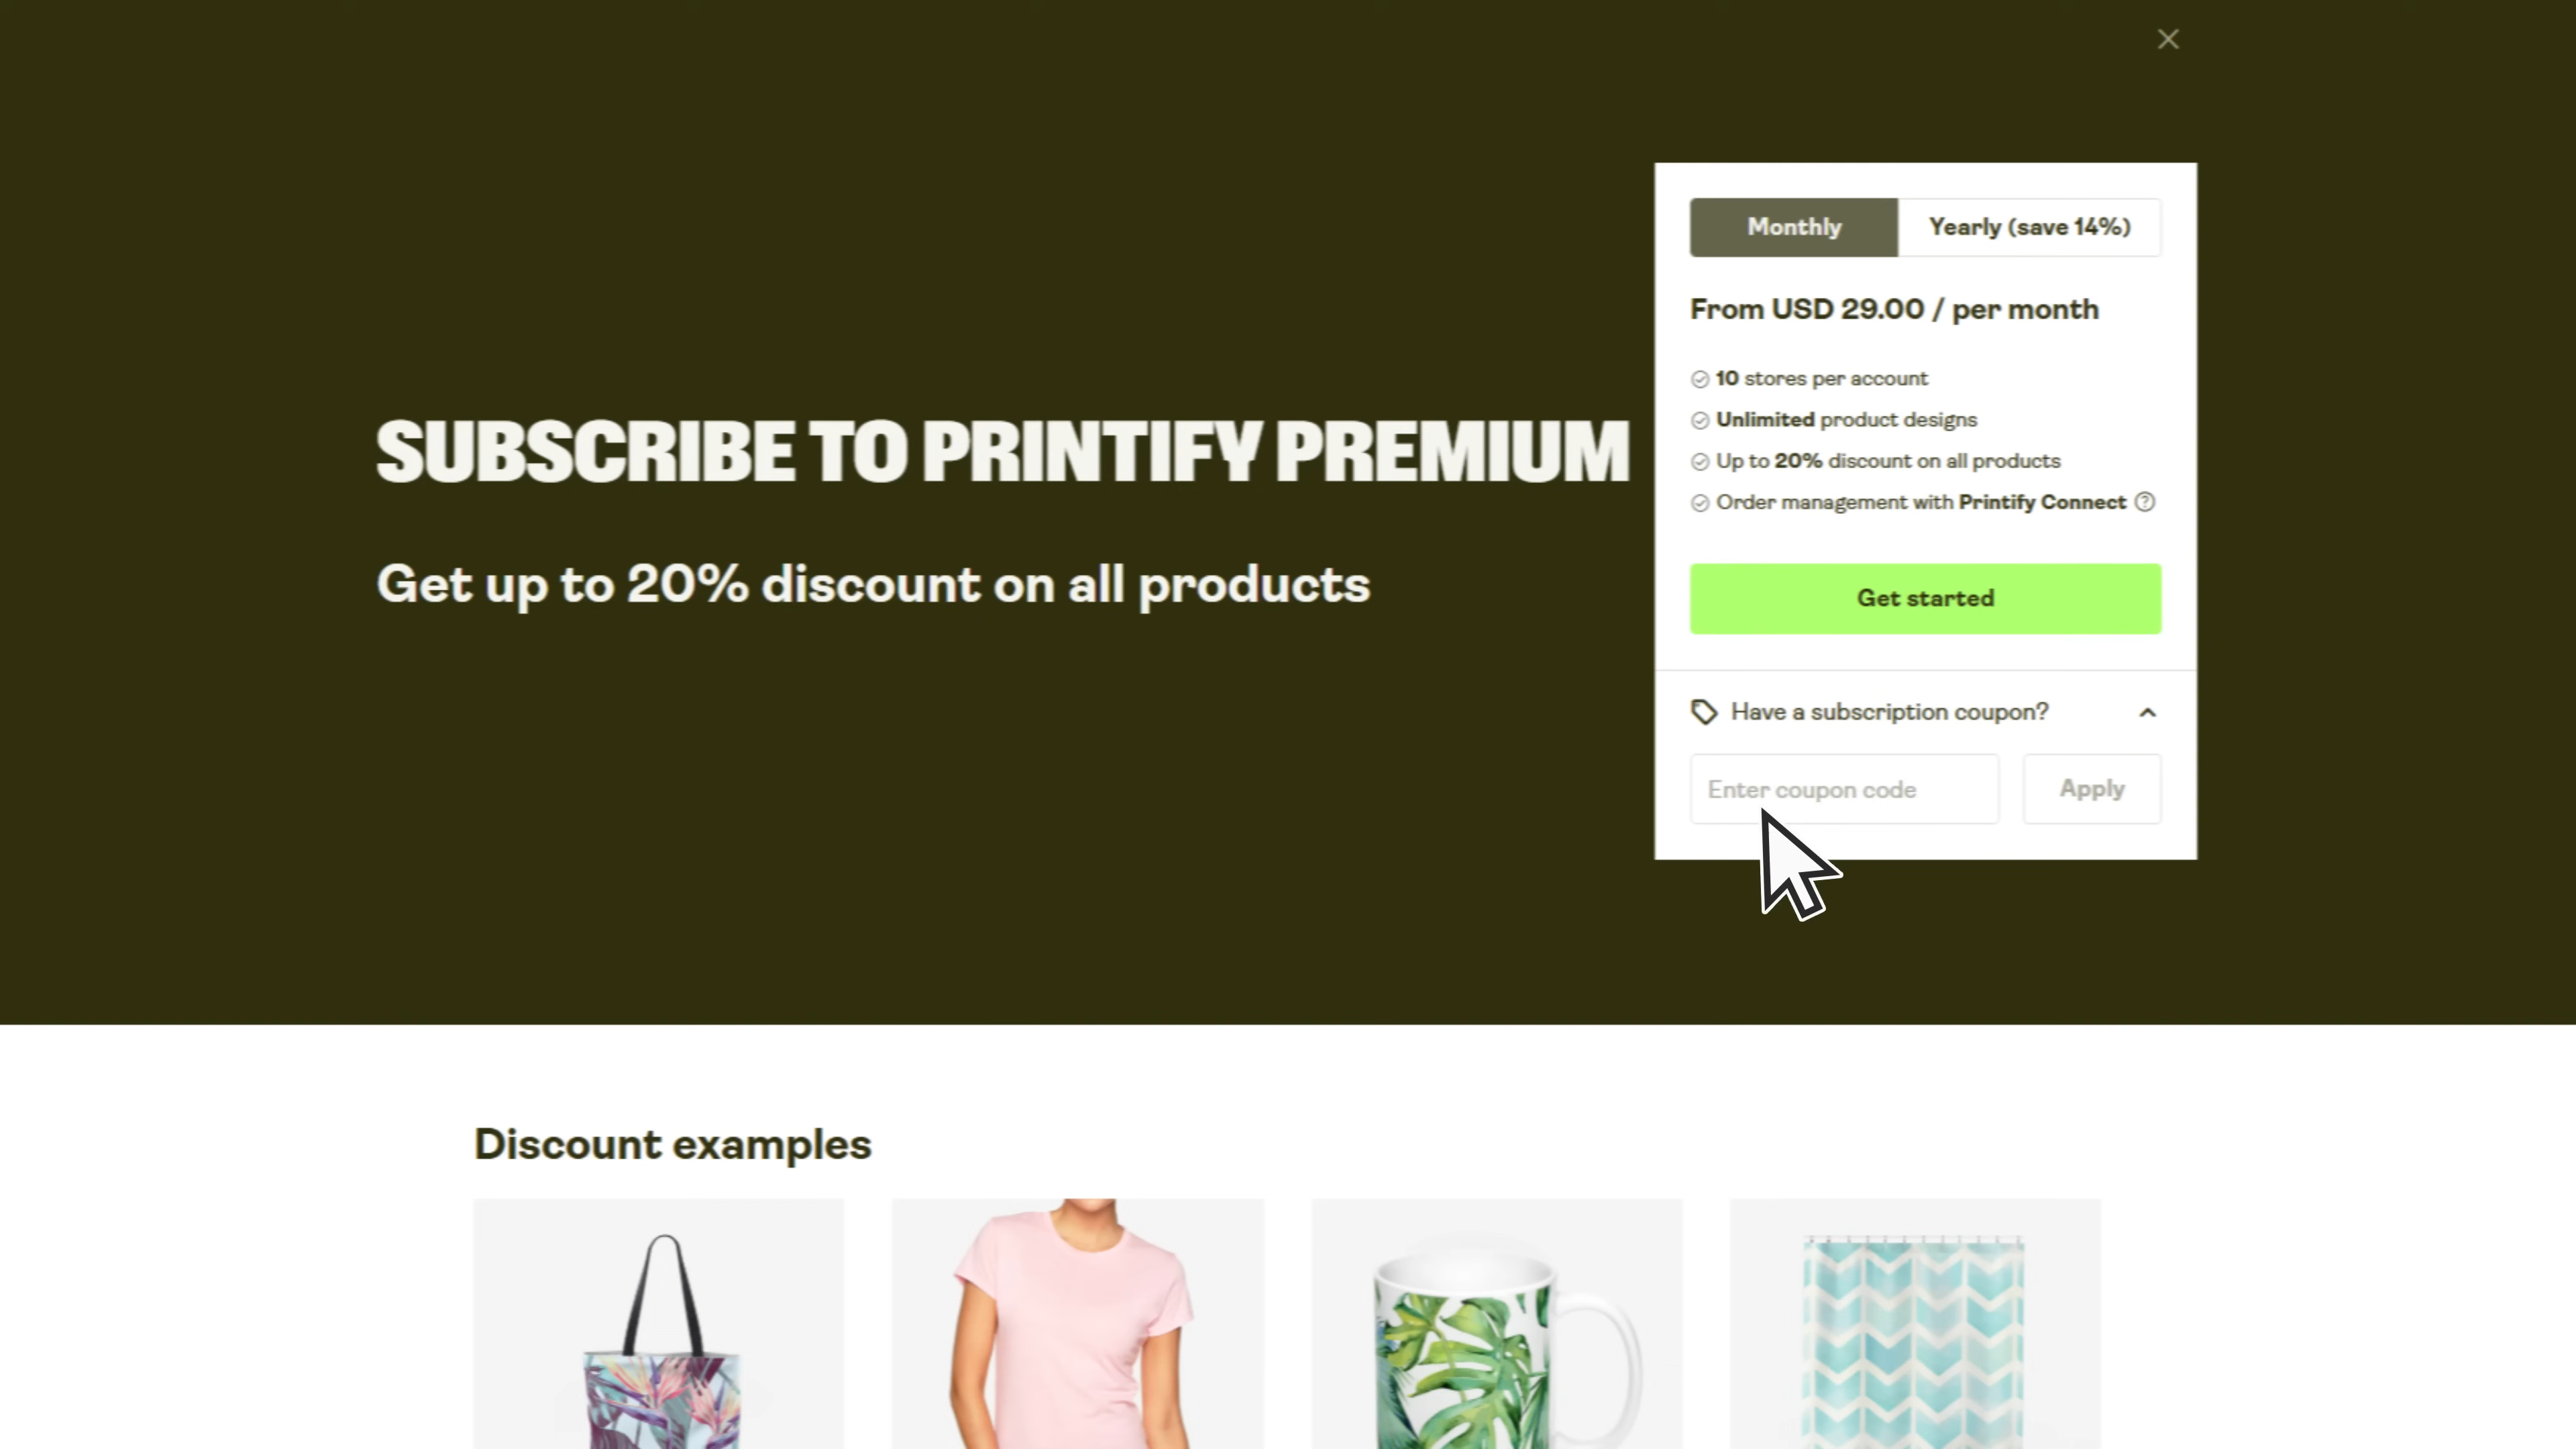 SUBSCRIBE TO PRINTIFY PREMIUM
Get up to 20% discount on all products
Monthly
Yearly (save 14%)
From USD 29.00 / per month
10 stores per account
Unlimited product designs
Up to 20% discount on all products
Order management with Printify Connect
Get started
Have a subscription coupon?
Enter coupon code
Apply
Discount examples